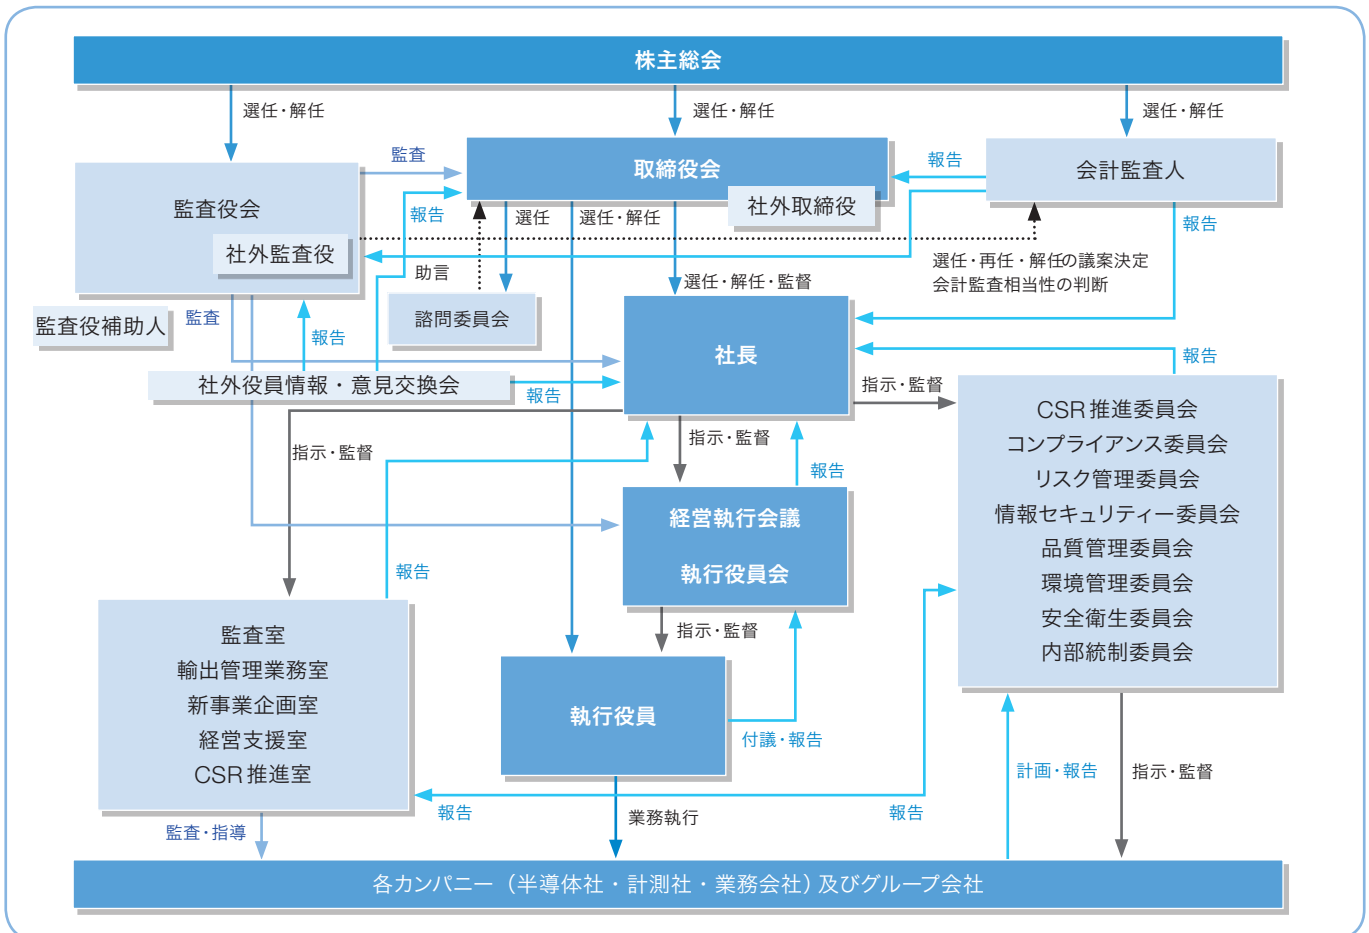 株主総会
選任・解任
選任・解任
選任・解任
監査
取締役会
報告
会計監査人
監査役会
社外取締役
報告
選任
選任・解任
報告
社外監査役
助言
選任・再任・解任の議案決定
会計監査相当性の判断
選任・解任・監督
監査役補助人
監査
報告
諮問委員会
社長
報告
社外役員情報・意見交換会
報告
指示・監督
CSR推進委員会
コンプライアンス委員会
リスク管理委員会
情報セキュリティー委員会
品質管理委員会
環境管理委員会
安全衛生委員会
内部統制委員会
指示・監督
指示・監督
報告
経営執行会議
執行役員会
報告
指示・監督
監査室
輸出管理業務室
新事業企画室
経営支援室
CSR推進室
執行役員
付議・報告
計画・報告
指示・監督
報告
報告
業務執行
監査・指導
各カンパニー（半導体社・計測社・業務会社）及びグループ会社